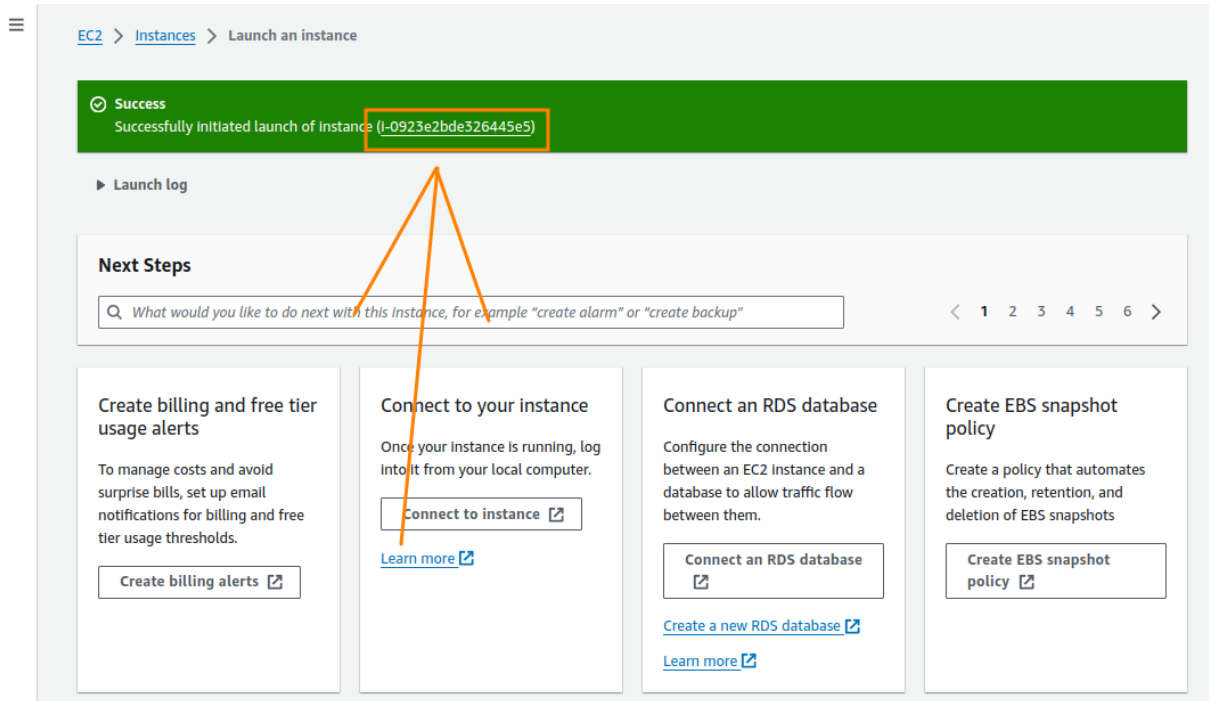 EC2 > Instances > Launch an instance
Success
Successfully initiated launch of instance (i-0923e2bde326445e5)
Launch log
Next Steps
What would you like to do next with this instance, for example “create alarm” or “create backup”
< 1 2 3 4 5 6 >
Create billing and free tier
usage alerts
To manage costs and avoid
surprise bills, set up email
notifications for billing and free
tier usage thresholds.
Create billing alerts
Connect to your instance
Once your instance is running, log
into it from your local computer.
Connect to instance
Learn more
Connect an RDS database
Configure the connection
between an EC2 instance and a
database to allow traffic flow
between them.
Connect an RDS database
Create a new RDS database
Learn more
Create EBS snapshot
policy
Create a policy that automates
the creation, retention, and
deletion of EBS snapshots
Create EBS snapshot
policy